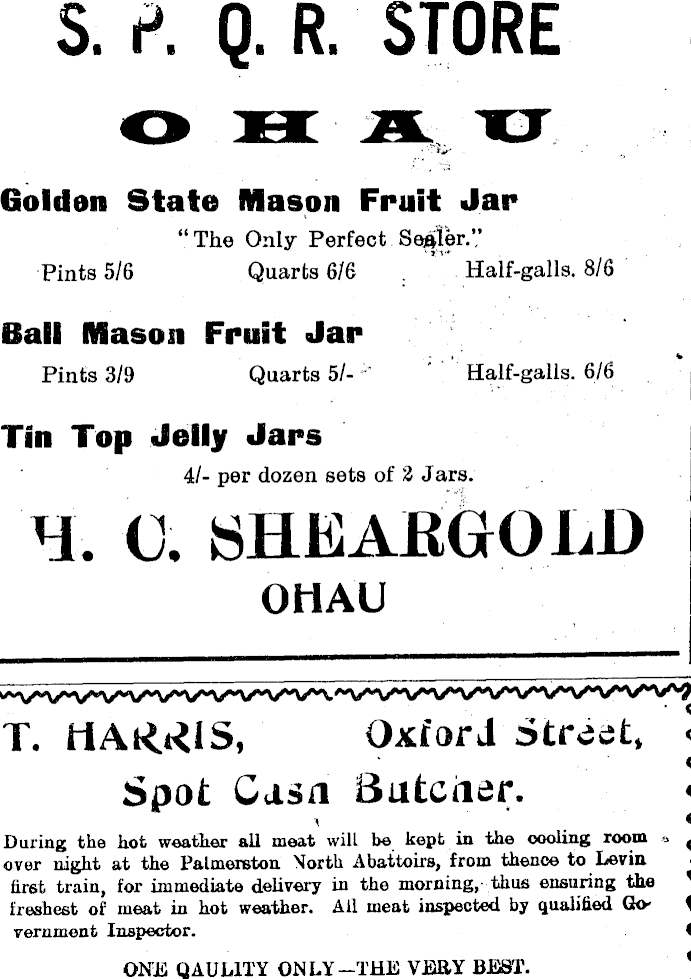 S. P. Q. R. STORE
OHAU
Golden State Mason Fruit Jar
"The Only Perfect Sealer."
Pints 5/6 Quarts 6/6 Half-galls. 8/6
Ball Mason Fruit Jar
Pints 3/9 Quarts 5/- Half-galls. 6/6
Tin Top Jelly Jars
4/- per dozen sets of 2 Jars.
H. C. SHEARGOLD
OHAU
T. HARRIS, Oxford Street,
Spot Cash Butcher.
During the hot weather all meat will be kept in the cooling room
over night at the Palmerston North Abattoirs, from thence to Levin
first train, for immediate delivery in the morning, thus ensuring the
freshest of meat in hot weather. All meat inspected by qualified Go-
vernment Inspector.
ONE QAULITY ONLY—THE VERY BEST.